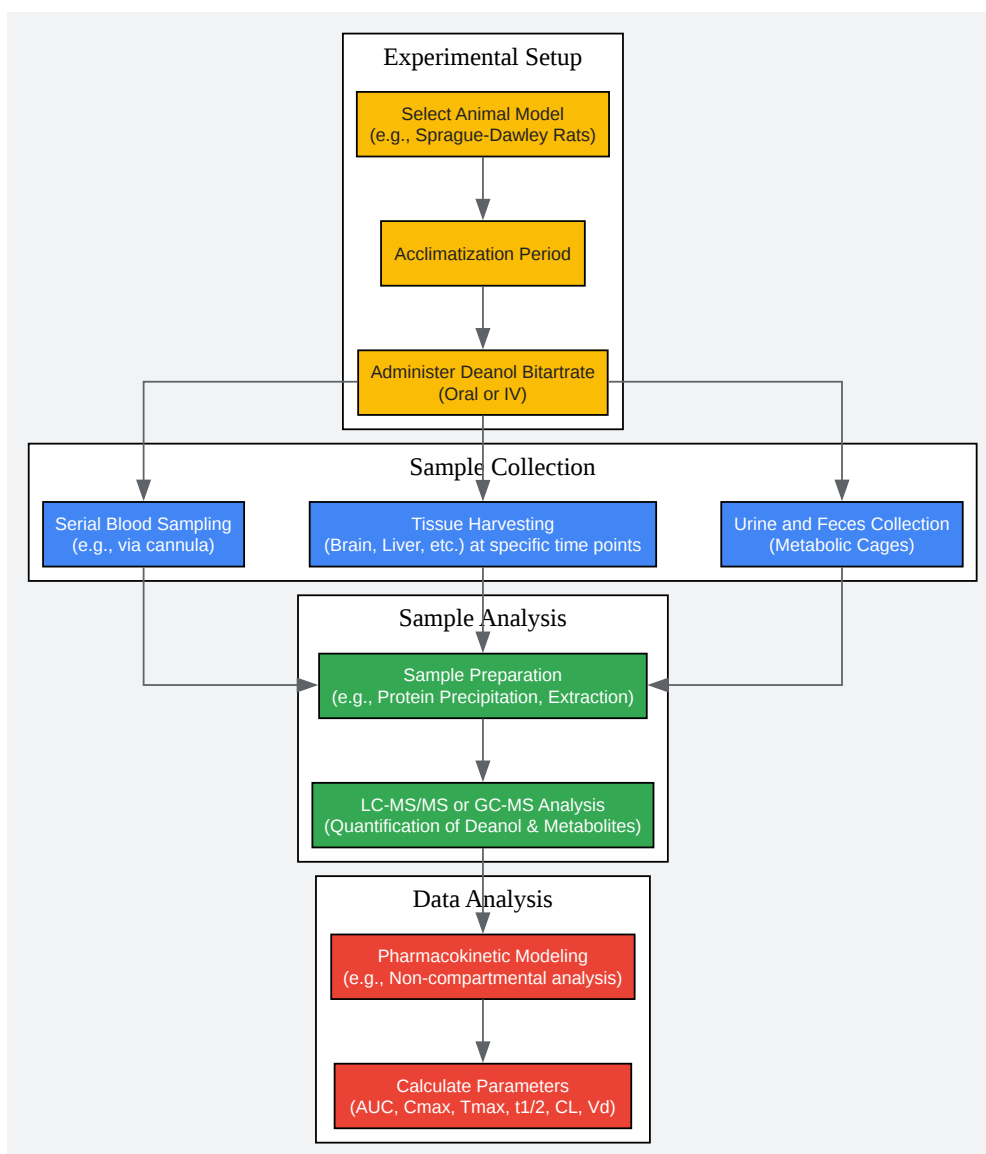 Experimental Setup
Select Animal Model
(e.g., Sprague-Dawley Rats)
Acclimatization Period
Administer Deanol Bitartrate
(Oral or IV)
Sample Collection
Serial Blood Sampling
(e.g., via cannula)
Tissue Harvesting
(Brain, Liver, etc.) at specific time points
Urine and Feces Collection
(Metabolic Cages)
Sample Analysis
Sample Preparation
(e.g., Protein Precipitation, Extraction)
LC-MS/MS or GC-MS Analysis
(Quantification of Deanol & Metabolites)
Data Analysis
Pharmacokinetic Modeling
(e.g., Non-compartmental analysis)
Calculate Parameters
(AUC, Cmax, Tmax, t1/2, CL, Vd)